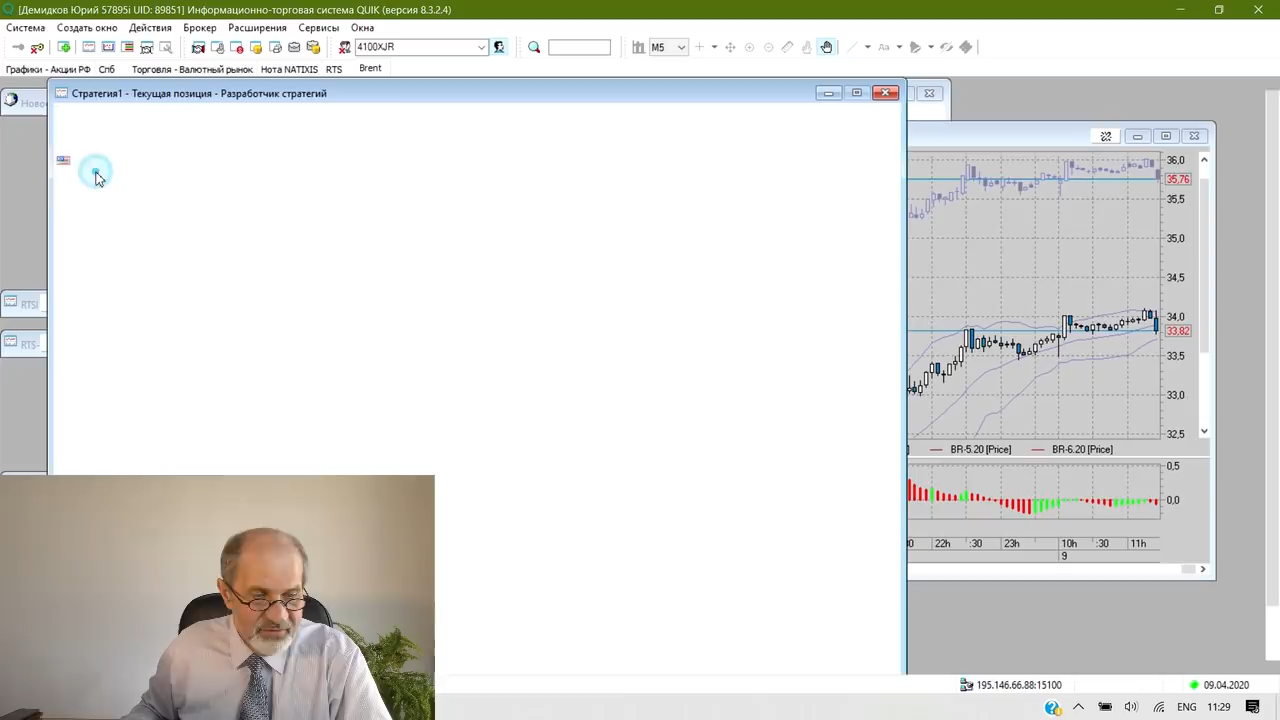 [Демидков Юрий 57895i UID: 89851] Информационно-торговая система QUIK (версия 8.3.2.4)
Система Создать окно Действия Брокер Расширения Сервисы Окна
4100XJR M5 Aa
Графики - Акции РФ Спб Торговля - Валютный рынок Нота NATIXIS RTS Brent
Стратегия1 - Текущая позиция - Разработчик стратегий
Ново
RTSI
RTS-
36,0
35,76
35,5
35,0
34,5
34,0
33,82
33,5
33,0
32,5
] BR-5.20 [Price] BR-6.20 [Price]
0,5
0,0
22h :30 23h 10h :30 11h
9
195.146.66.88:15100 09.04.2020
ENG 11:29